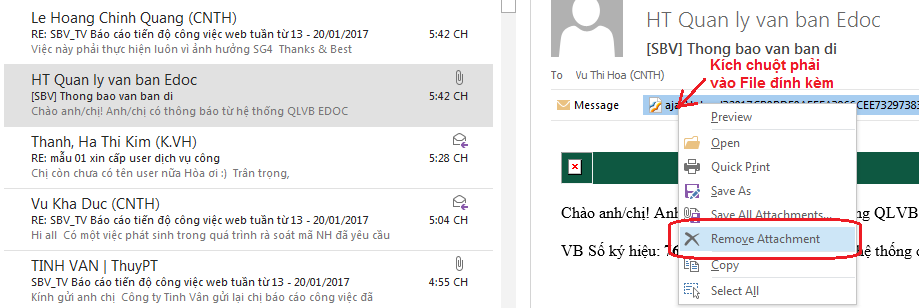 Le Hoang Chinh Quang (CNTH)
RE: SBV_TV Báo cáo tiến độ công việc web tuần từ 13 - 20/01/2017 5:42 CH
Việc này phải thực hiện luôn vì ảnh hưởng SG4 Thanks & Best
HT Quan ly van ban Edoc
[SBV] Thong bao van ban di 5:42 CH
Chào anh/chị! Anh/chị có thông báo từ hệ thống QLVB EDOC
Thanh, Ha Thi Kim (K.VH)
RE: mẫu 01 xin cấp user dịch vụ công 5:28 CH
Chị còn chưa có tên user nữa Hòa ơi :) Trân trọng,
Vu Kha Duc (CNTH)
RE: SBV_TV Báo cáo tiến độ công việc web tuần từ 13 - 20/01/2017 5:04 CH
Hi all Có một việc phát sinh trong quá trình rà soát mã NH đã yêu cầu
TINH VAN | ThuyPT
SBV_TV Báo cáo tiến độ công việc web tuần từ 13 - 20/01/2017 4:55 CH
Kính gửi anh chị Công ty Tinh Vân gửi lại chị báo cáo công việc đã
HT Quan ly van ban Edoc
[SBV] Thong bao van ban di
Kích chuột phải
vào File đính kèm
To Vu Thi Hoa (CNTH)
Message
Preview
Open
Quick Print
Save As
Save All Attachments...
Remove Attachment
Copy
Select All
Chào anh/chị! Anh
QLVB
VB Số ký hiệu: 76
hệ thống